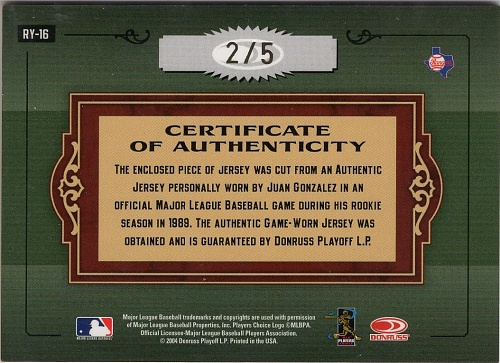 RY-16
2/5
Rangers
CERTIFICATE
OF AUTHENTICITY
THE ENCLOSED PIECE OF JERSEY WAS CUT FROM AN AUTHENTIC
JERSEY PERSONALLY WORN BY JUAN GONZALEZ IN AN
OFFICIAL MAJOR LEAGUE BASEBALL GAME DURING HIS ROOKIE
SEASON IN 1989. THE AUTHENTIC GAME-WORN JERSEY WAS
OBTAINED AND IS GUARANTEED BY DONRUSS PLAYOFF L.P.
Major League Baseball trademarks and copyrights are used with permission
of Major League Baseball Properties, Inc. Players Choice Logo ©MLBPA.
Official Licensee-Major League Baseball Players Association.
© 2004 Donruss Playoff L.P. Printed in the USA.
DONRUSS